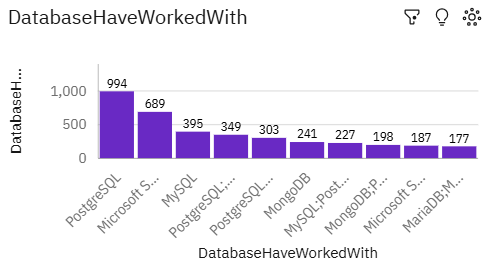 DatabaseHaveWorkedWith
DatabaseH...
1,000
500
0
994
689
395
349
303
241
227
198
187
177
PostgreSQL
Microsoft S...
MySQL
PostgreSQL;...
PostgreSQL...
MongoDB
MySQL;Post...
MongoDB;P...
Microsoft S...
MariaDB;M...
DatabaseHaveWorkedWith